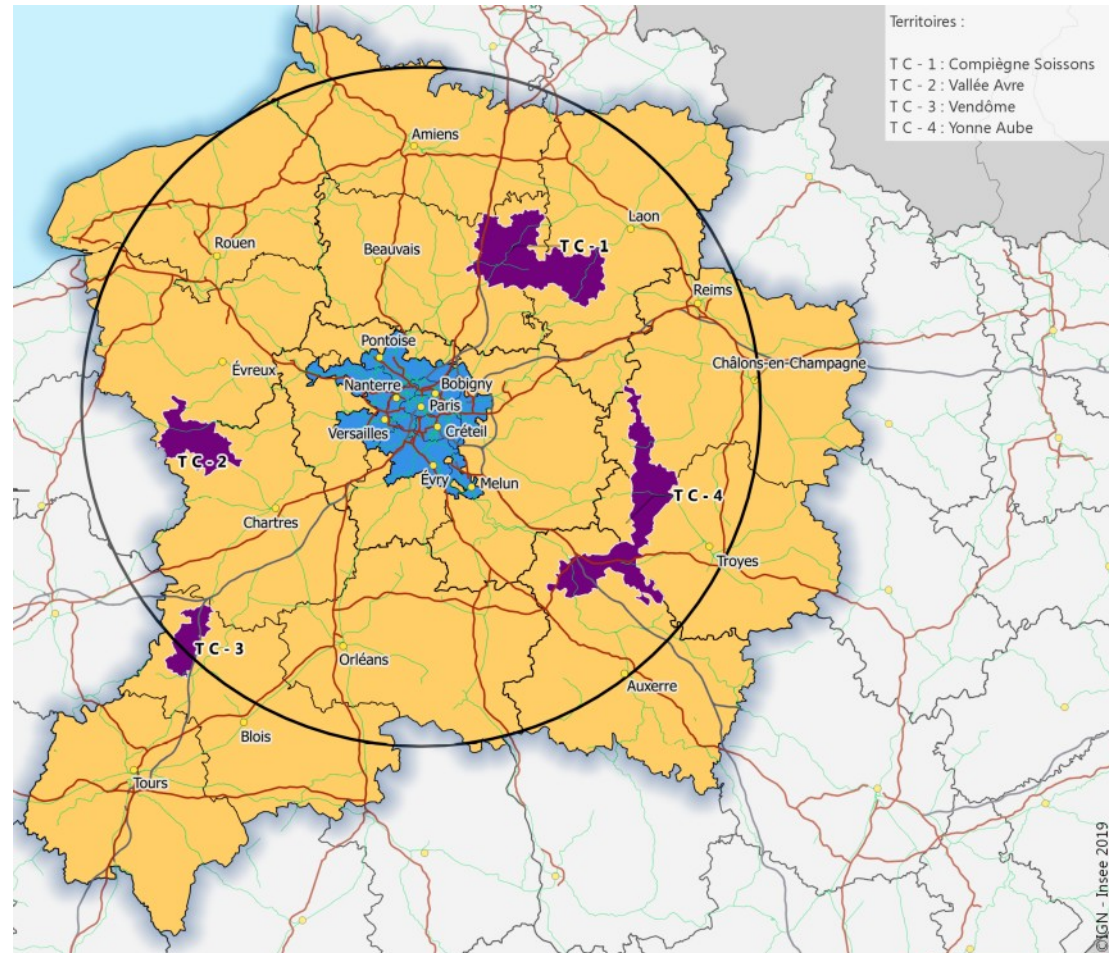 Territoires :
T C - 1 : Compiègne Soissons
T C - 2 : Vallée Avre
T C - 3 : Vendôme
T C - 4 : Yonne Aube
Amiens
Laon
T C - 1
Rouen
Beauvais
Reims
Pontoise
Châlons-en-Champagne
Évreux
Nanterre
Bobigny
Paris
Versailles
Créteil
T C - 2
Évry
Melun
T C - 4
Chartres
Troyes
T C - 3
Orléans
Auxerre
Blois
Tours
©IGN - Insee 2019